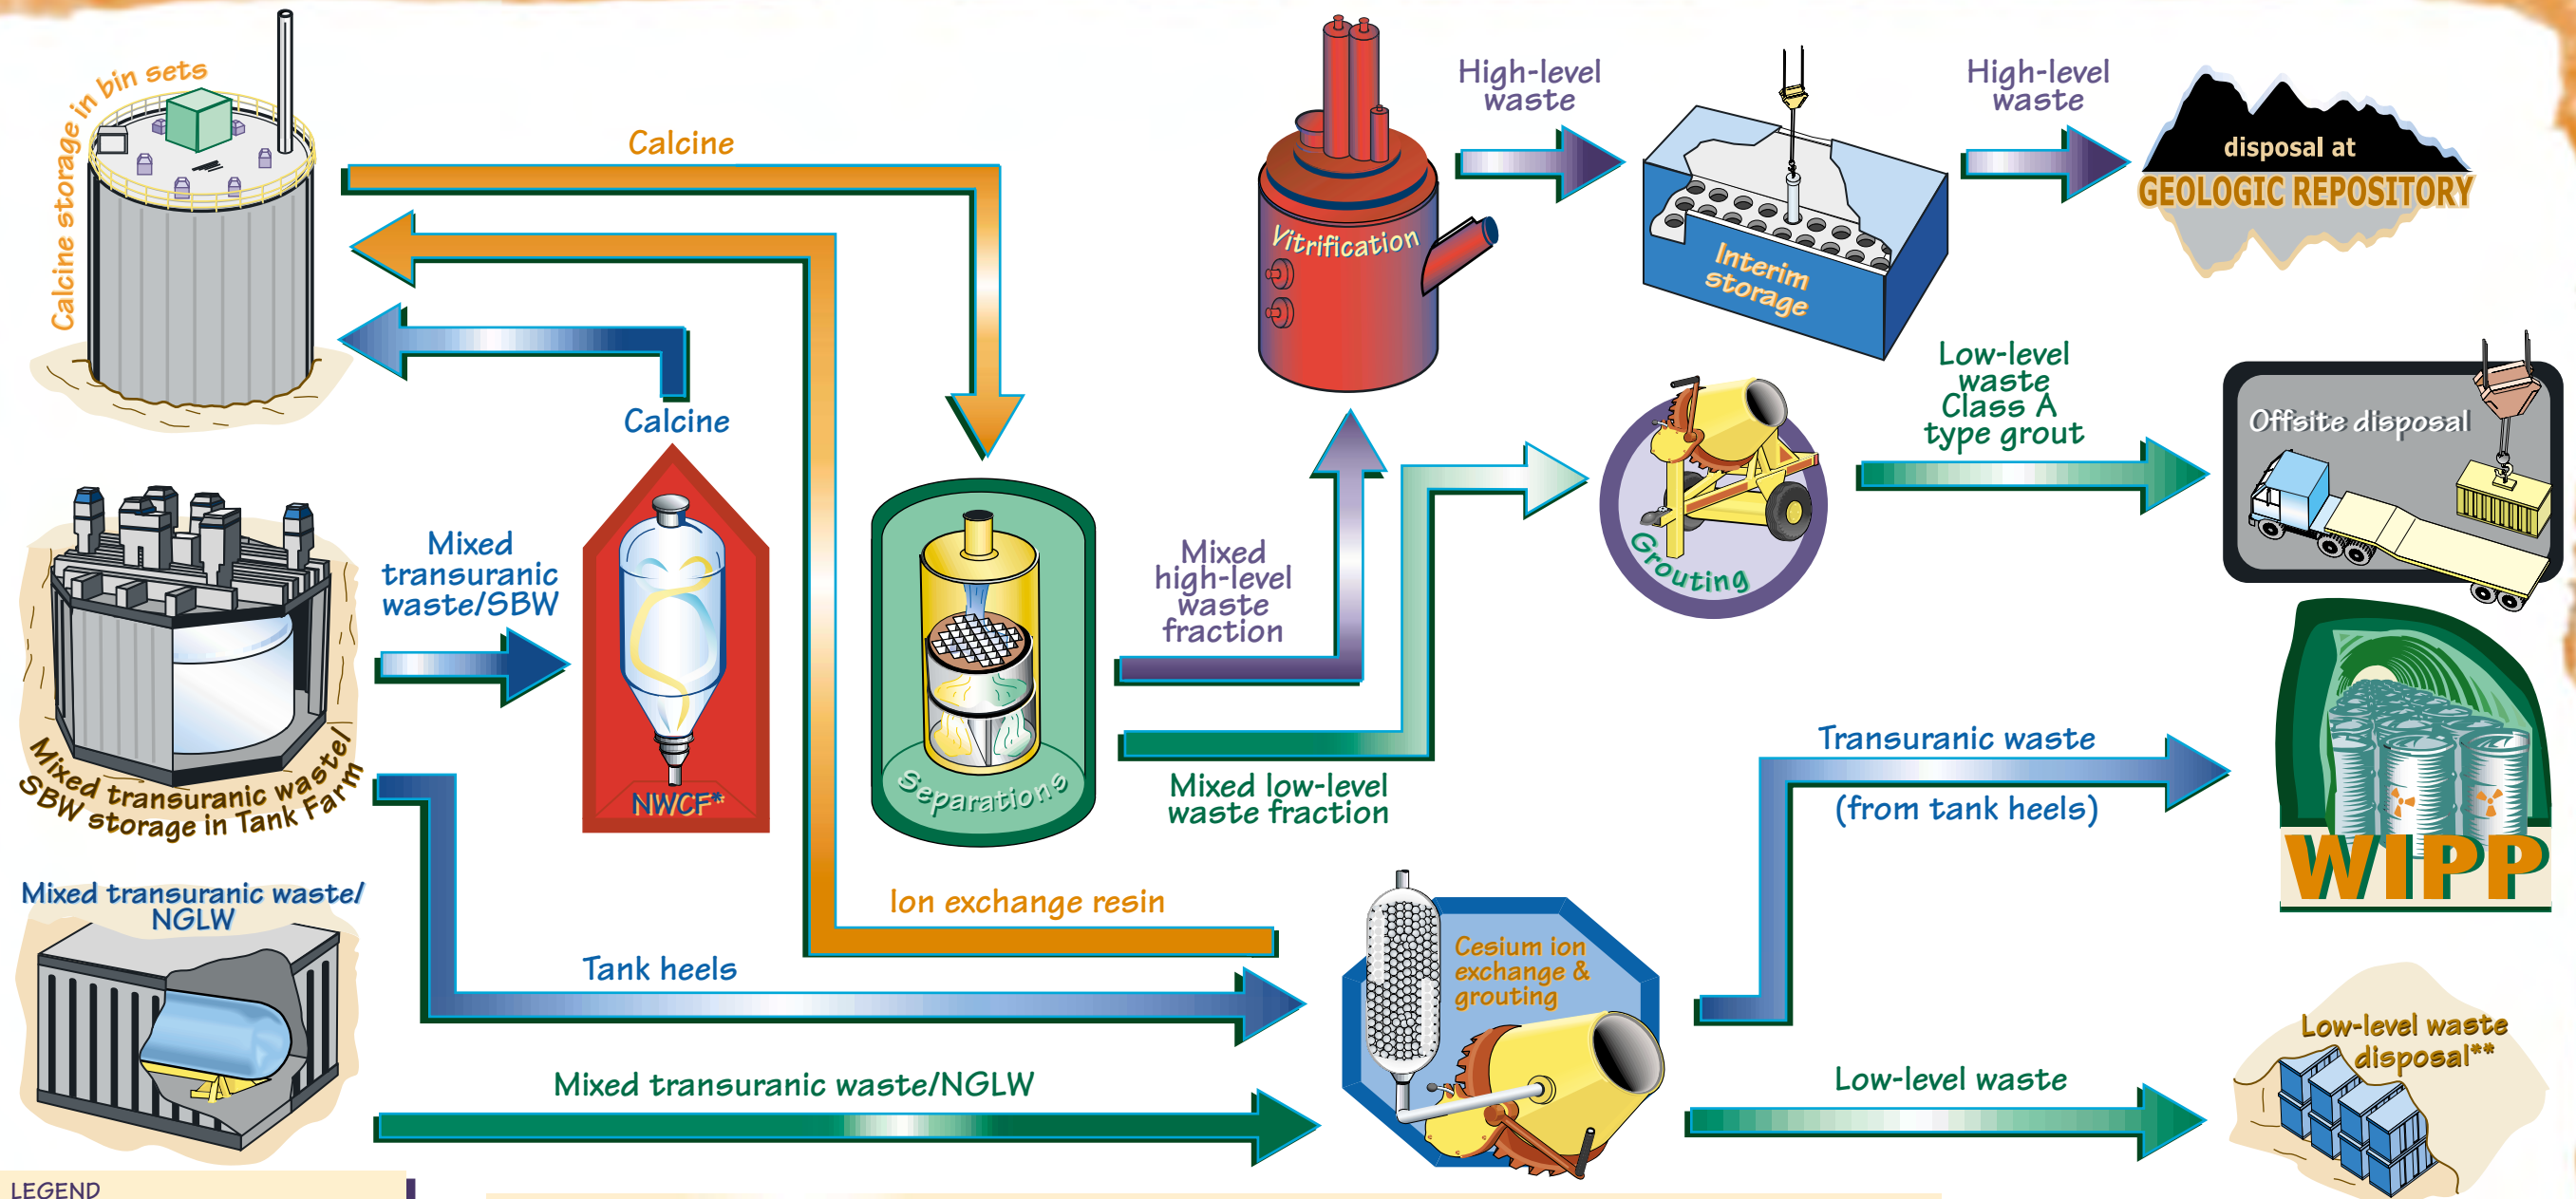 Calcine storage in bin sets
Calcine
Calcine
Mixed
transuranic
waste/SBW
Mixed transuranic waste/
SBW storage in Tank Farm
NWCF*
Separations
Mixed
high-level
waste
fraction
Mixed low-level
waste fraction
Vitrification
High-level
waste
Interim
storage
High-level
waste
disposal at
GEOLOGIC REPOSITORY
Grouting
Low-level
waste
Class A
type grout
Offsite disposal
Transuranic waste
(from tank heels)
WIPP
Mixed transuranic waste/
NGLW
Ion exchange resin
Tank heels
Mixed transuranic waste/NGLW
Cesium ion
exchange &
grouting
Low-level waste
Low-level waste
disposal**
LEGEND